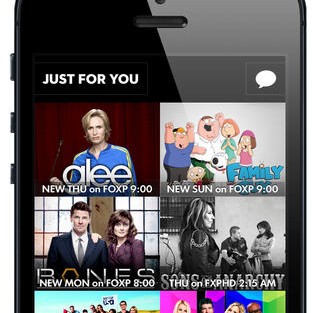 JUST FOR YOU
glee
NEW THU on FOXP 9:00
FAMILY
NEW SUN on FOXP 9:00
BONES
NEW MON on FOXP 8:00
SONS OF ANARCHY
THU on FXPHD 2:15 AM